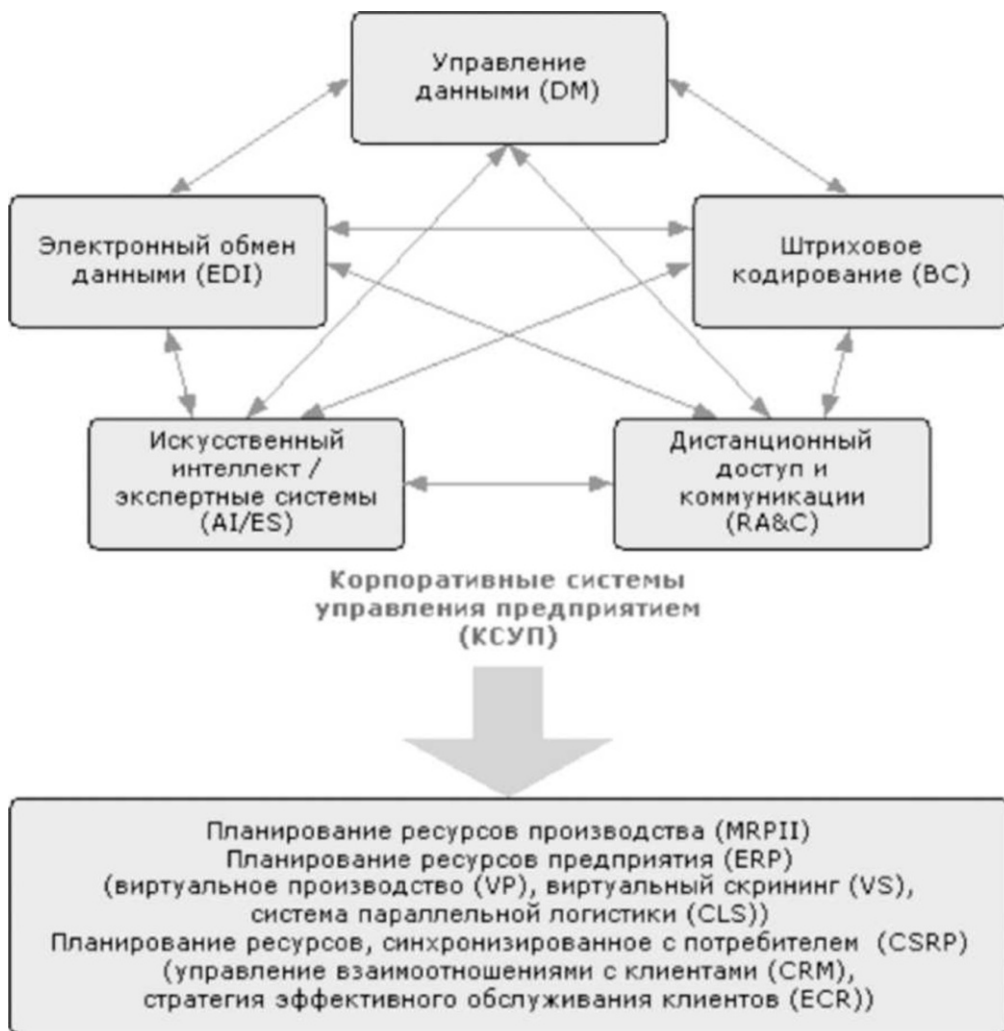 Управление
данными (DM)
Электронный обмен
данными (EDI)
Штриховое
кодирование (BC)
Искусственный
интеллект /
экспертные системы
(AI/ES)
Дистанционный
доступ и
коммуникации
(RA&C)
Корпоративные системы
управления предприятием
(КСУП)
Планирование ресурсов производства (MRPII)
Планирование ресурсов предприятия (ERP)
(виртуальное производство (VP), виртуальный скрининг (VS),
система параллельной логистики (CLS))
Планирование ресурсов, синхронизированное с потребителем (CSRP)
(управление взаимоотношениями с клиентами (CRM),
стратегия эффективного обслуживания клиентов (ECR))